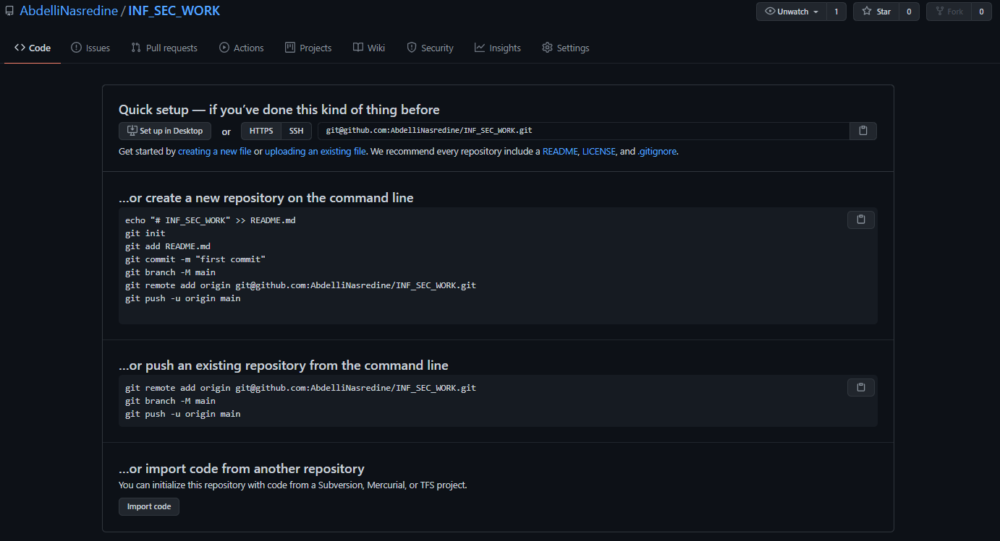 AbdelliNasredine / INF_SEC_WORK
Unwatch 1 Star 0 Fork 0
Code Issues Pull requests Actions Projects Wiki Security Insights Settings
Quick setup — if you’ve done this kind of thing before
Set up in Desktop or HTTPS SSH git@github.com:AbdelliNasredine/INF_SEC_WORK.git
Get started by creating a new file or uploading an existing file. We recommend every repository include a README, LICENSE, and .gitignore.
…or create a new repository on the command line
echo "# INF_SEC_WORK" >> README.md
git init
git add README.md
git commit -m "first commit"
git branch -M main
git remote add origin git@github.com:AbdelliNasredine/INF_SEC_WORK.git
git push -u origin main
…or push an existing repository from the command line
git remote add origin git@github.com:AbdelliNasredine/INF_SEC_WORK.git
git branch -M main
git push -u origin main
…or import code from another repository
You can initialize this repository with code from a Subversion, Mercurial, or TFS project.
Import code